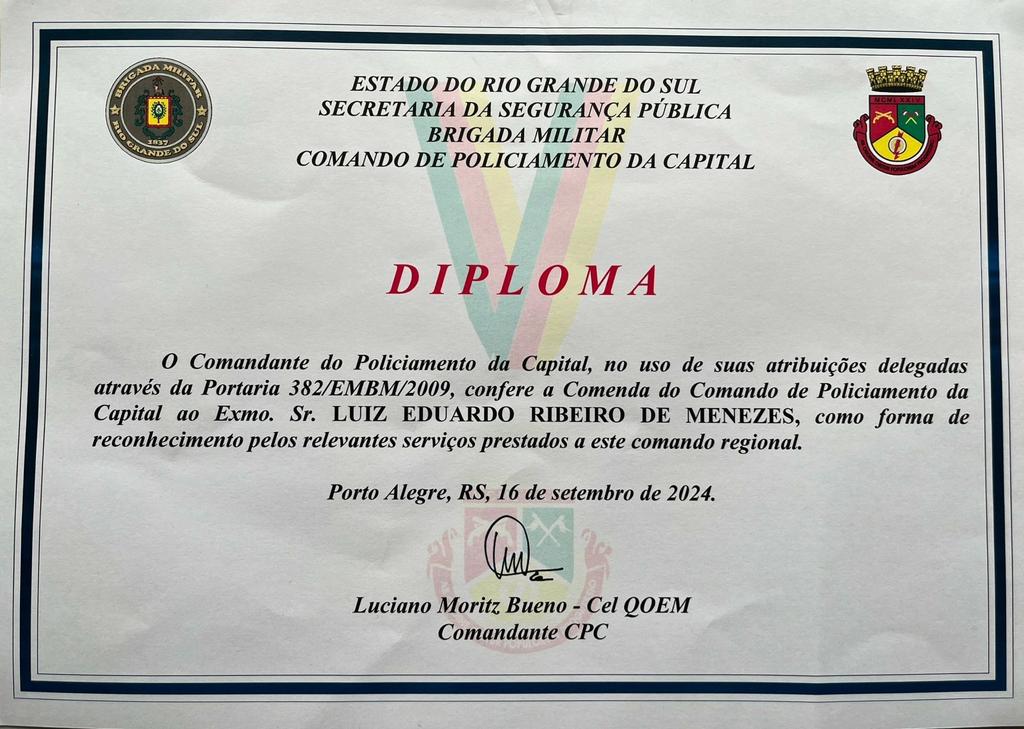 BRIGADA MILITAR
1837
RIO GRANDE DO SUL
MCMLXXIV
ESTADO DO RIO GRANDE DO SUL
SECRETARIA DA SEGURANÇA PÚBLICA
BRIGADA MILITAR
COMANDO DE POLICIAMENTO DA CAPITAL
DIPLOMA
O Comandante do Policiamento da Capital, no uso de suas atribuições delegadas
através da Portaria 382/EMBM/2009, confere a Comenda do Comando de Policiamento da
Capital ao Exmo. Sr. LUIZ EDUARDO RIBEIRO DE MENEZES, como forma de
reconhecimento pelos relevantes serviços prestados a este comando regional.
Porto Alegre, RS, 16 de setembro de 2024.
Luciano Moritz Bueno - Cel QOEM
Comandante CPC